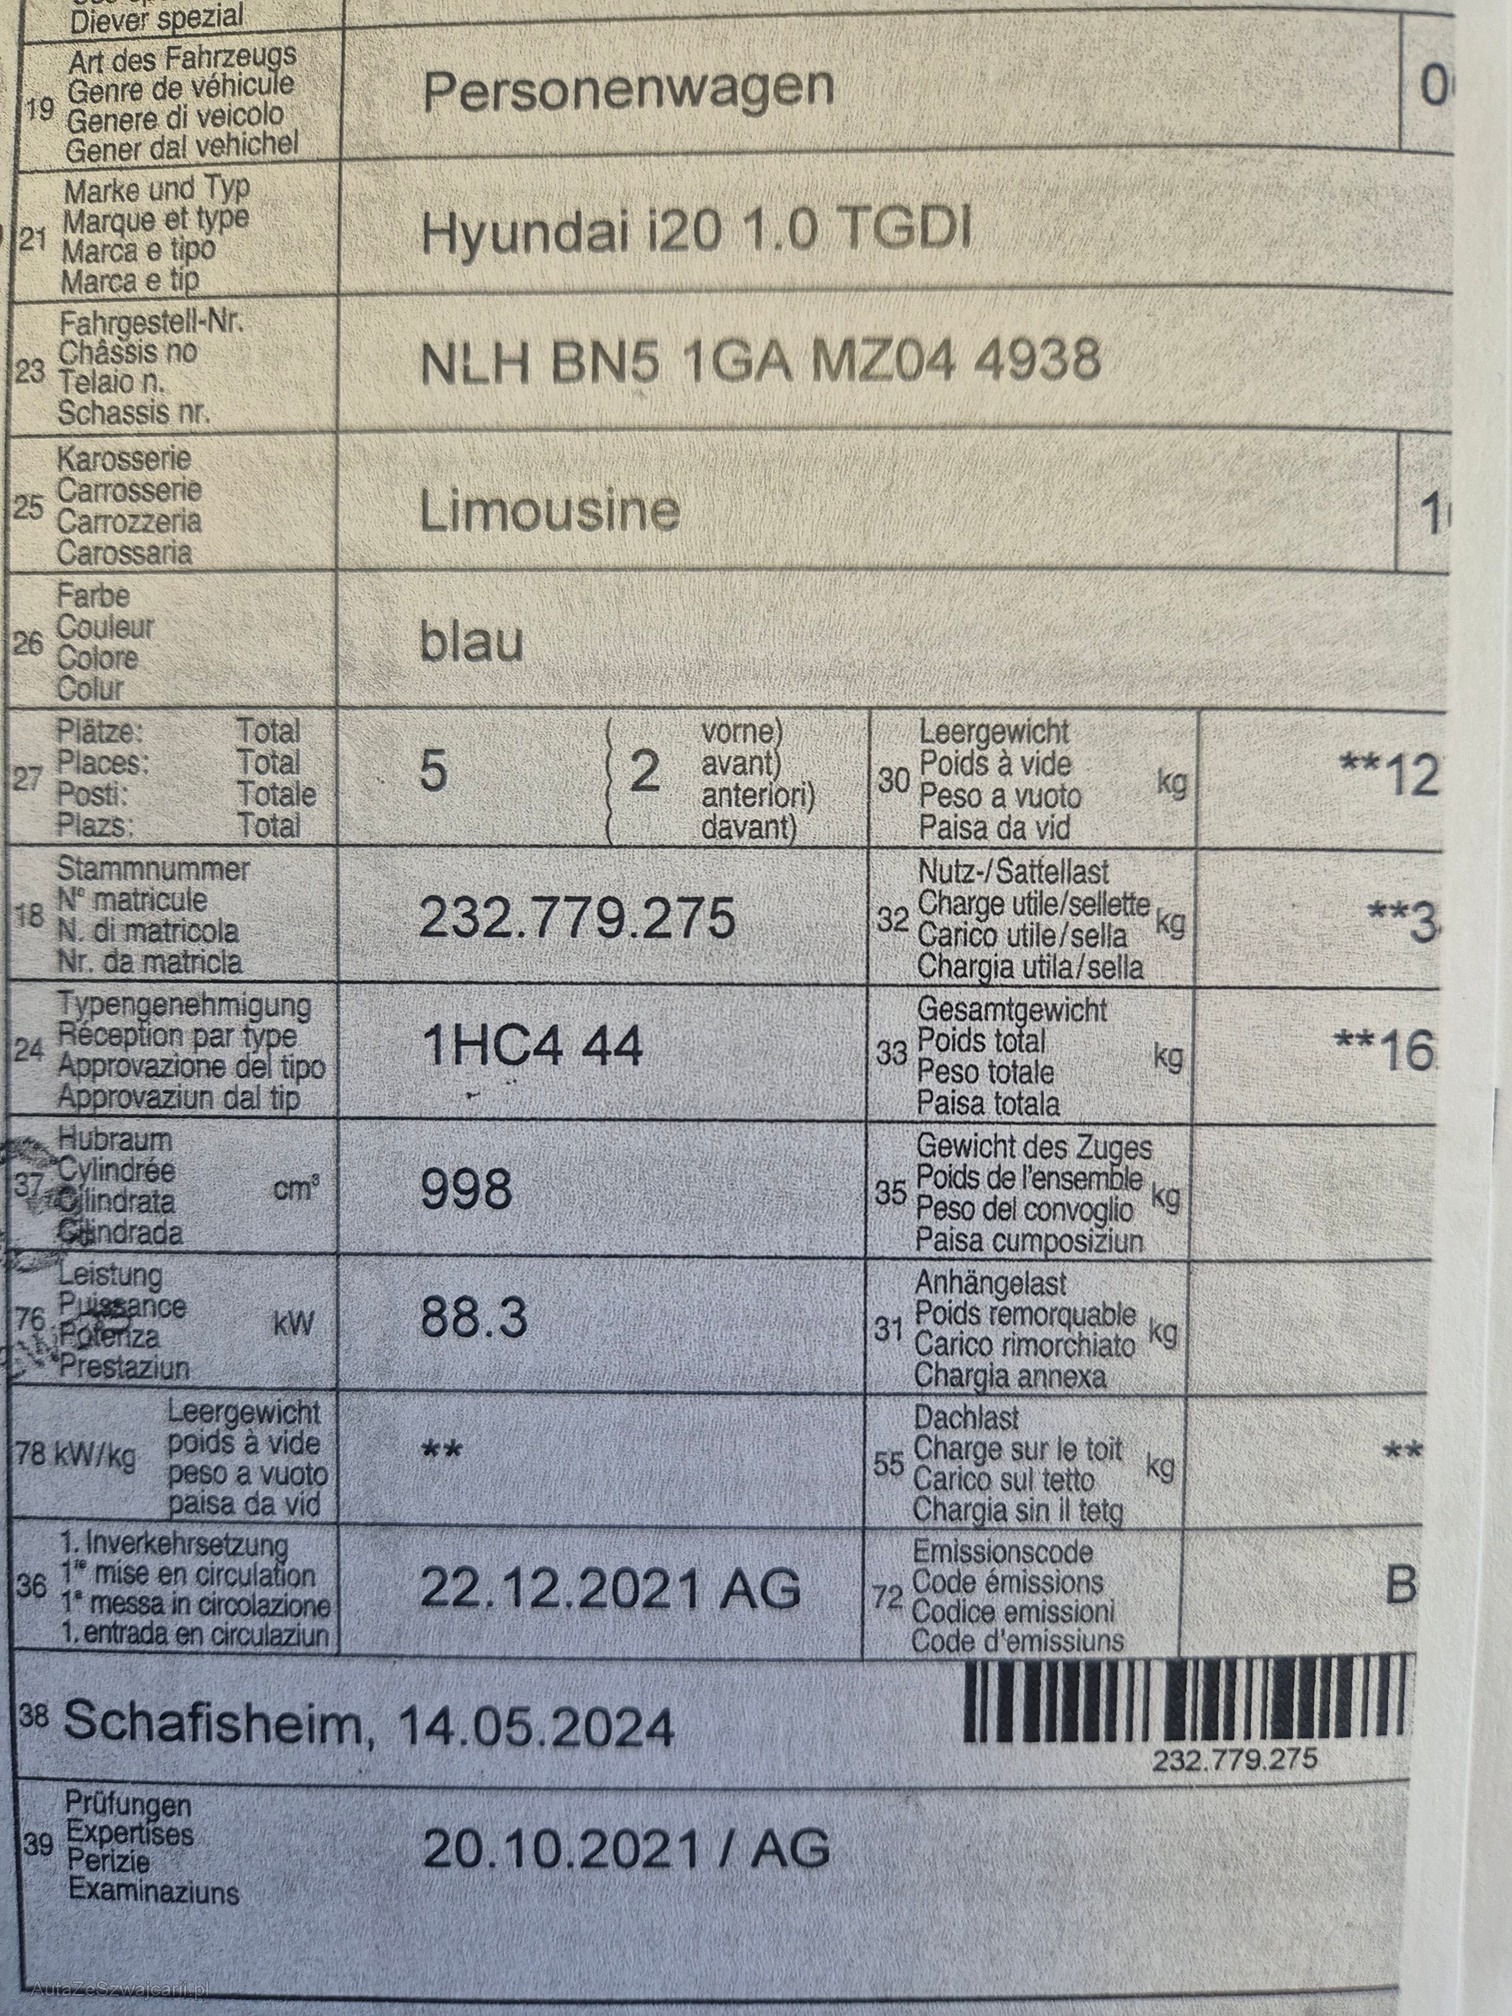 Diever spezial
19 Art des Fahrzeugs
Genre de véhicule
Genere di veicolo
Gener dal vehichel
Personenwagen
21 Marke und Typ
Marque et type
Marca e tipo
Marca e tip
Hyundai i20 1.0 TGDI
23 Fahrgestell-Nr.
Châssis no
Telaio n.
Schassis nr.
NLH BN5 1GA MZ04 4938
25 Karosserie
Carrosserie
Carrozzeria
Carossaria
Limousine
26 Farbe
Couleur
Colore
Colur
blau
27 Plätze: Total
Places: Total
Posti: Totale
Plazs: Total
5 ( 2 vorne)
avant)
anteriori)
davant)
30 Leergewicht
Poids à vide
Peso a vuoto
Paisa da vid
kg
**12
18 Stammnummer
N° matricule
N. di matricola
Nr. da matricla
232.779.275
32 Nutz-/Sattellast
Charge utile/sellette
Carico utile/sella
Chargia utila/sella
kg
**3
24 Typengenehmigung
Réception par type
Approvazione del tipo
Approvaziun dal tip
1HC4 44
33 Gesamtgewicht
Poids total
Peso totale
Paisa totala
kg
**16
37 Hubraum
Cylindrée
Cilindrata
Cilindrada
cm³
998
35 Gewicht des Zuges
Poids de l'ensemble
Peso del convoglio
Paisa cumposiziun
kg
76 Leistung
Puissance
Potenza
Prestaziun
kW
88.3
31 Anhängelast
Poids remorquable
Carico rimorchiato
Chargia annexa
kg
78 kW/kg Leergewicht
poids à vide
peso a vuoto
paisa da vid
**
55 Dachlast
Charge sur le toit
Carico sul tetto
Chargia sin il tetg
kg
**
36 1. Inverkehrsetzung
1re mise en circulation
1a messa in circolazione
1. entrada en circulaziun
22.12.2021 AG
72 Emissionscode
Code émissions
Codice emissioni
Code d'emissiuns
B
38 Schafisheim, 14.05.2024
232.779.275
39 Prüfungen
Expertises
Perizie
Examinaziuns
20.10.2021 / AG
AutaZeSzwajcarii.pl